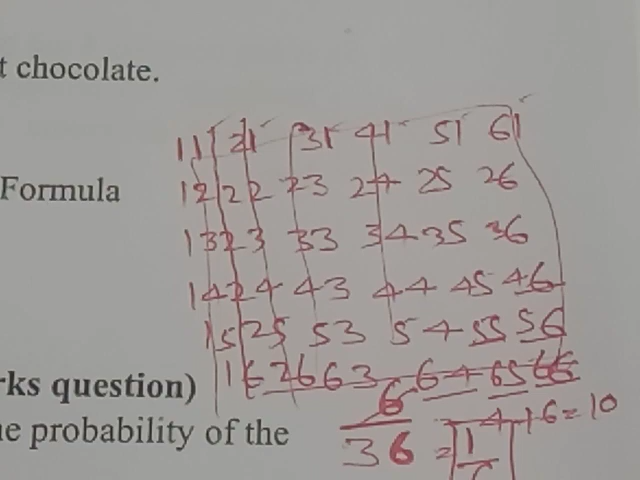 t chocolate.
11 21 31 41 51 61
Formula
12 22 23 24 25 26
13 23 33 34 35 36
14 24 43 44 45 46
15 25 53 54 55 56
16 26 63 64 65 66
rks question)
6
4+6=10
e probability of the
36 = 1